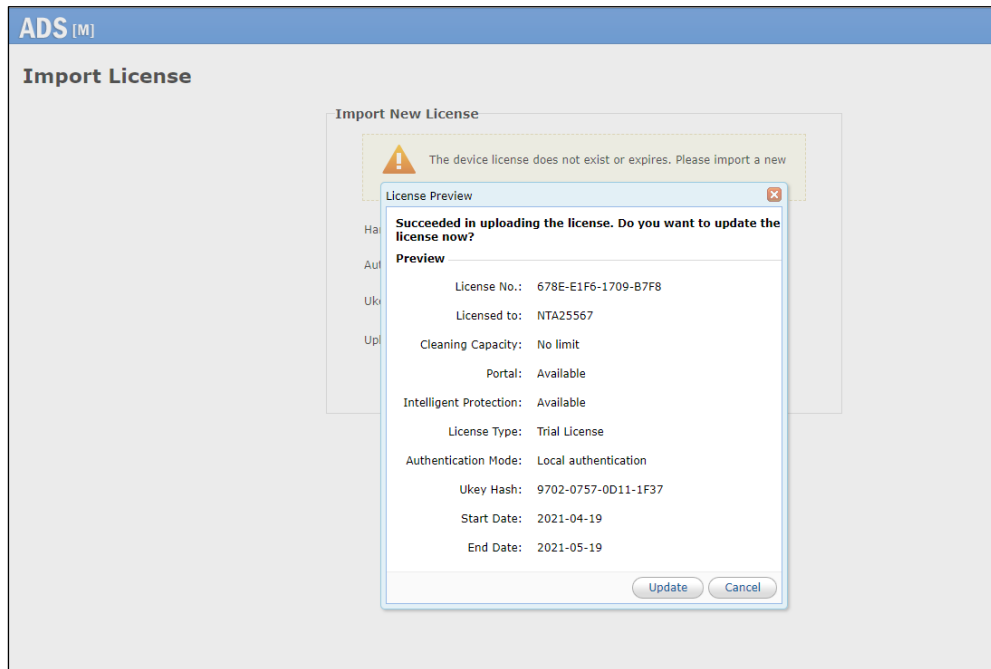 ADS [M]
Import License
Import New License
The device license does not exist or expires. Please import a new
License Preview
Succeeded in uploading the license. Do you want to update the
license now?
Preview
License No.: 678E-E1F6-1709-B7F8
Licensed to: NTA25567
Cleaning Capacity: No limit
Portal: Available
Intelligent Protection: Available
License Type: Trial License
Authentication Mode: Local authentication
Ukey Hash: 9702-0757-0D11-1F37
Start Date: 2021-04-19
End Date: 2021-05-19
Update Cancel